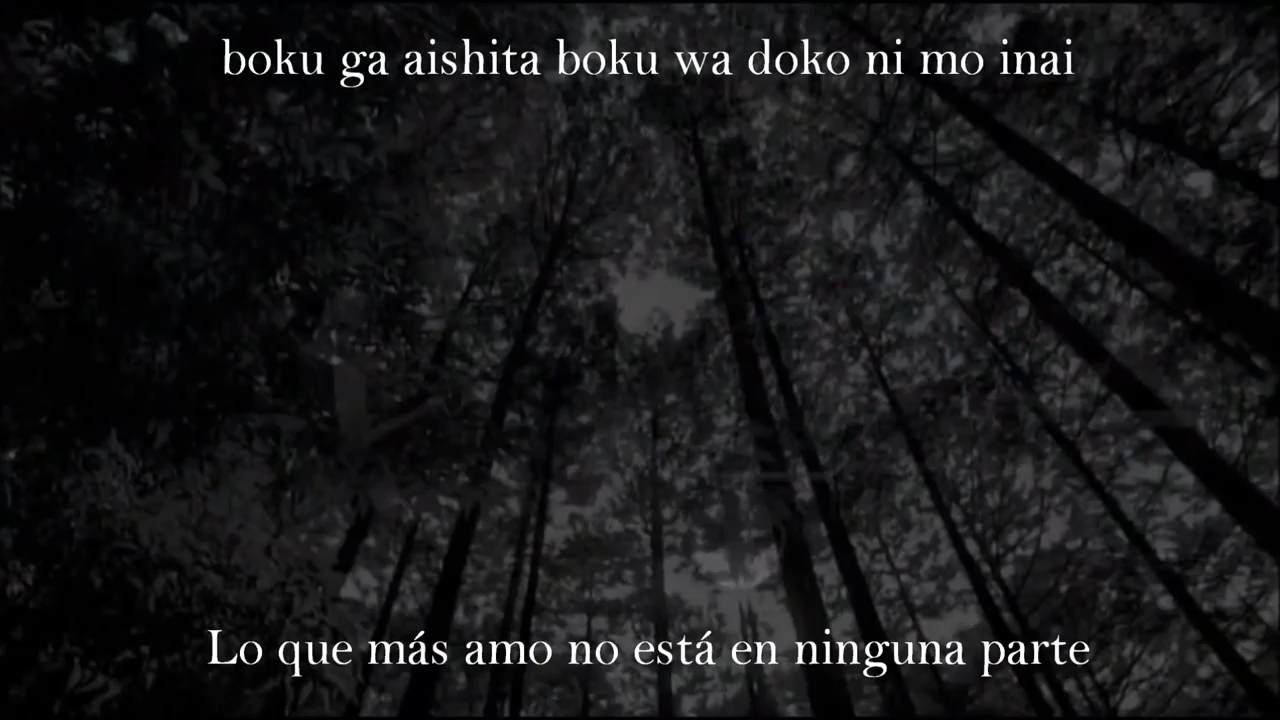 boku ga aishita boku wa doko ni mo inai
Lo que más amo no está en ninguna parte